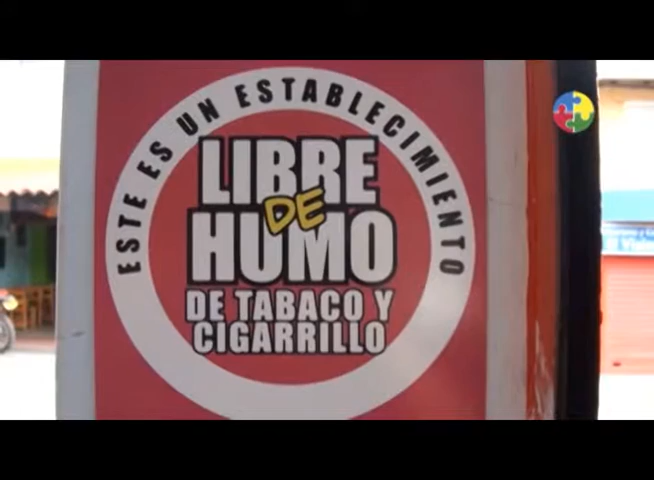 ESTE ES UN ESTABLECIMIENTO
LIBRE
DE
HUMO
DE TABACO Y
CIGARRILLO